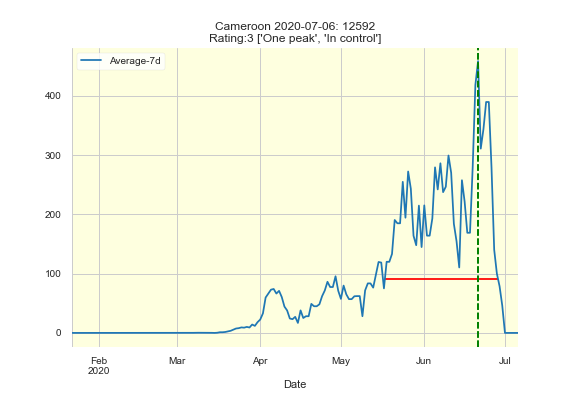 Cameroon 2020-07-06: 12592
Rating:3 ['One peak', 'In control']
Average-7d
400
300
200
100
0
Feb Mar Apr May Jun Jul
2020
Date